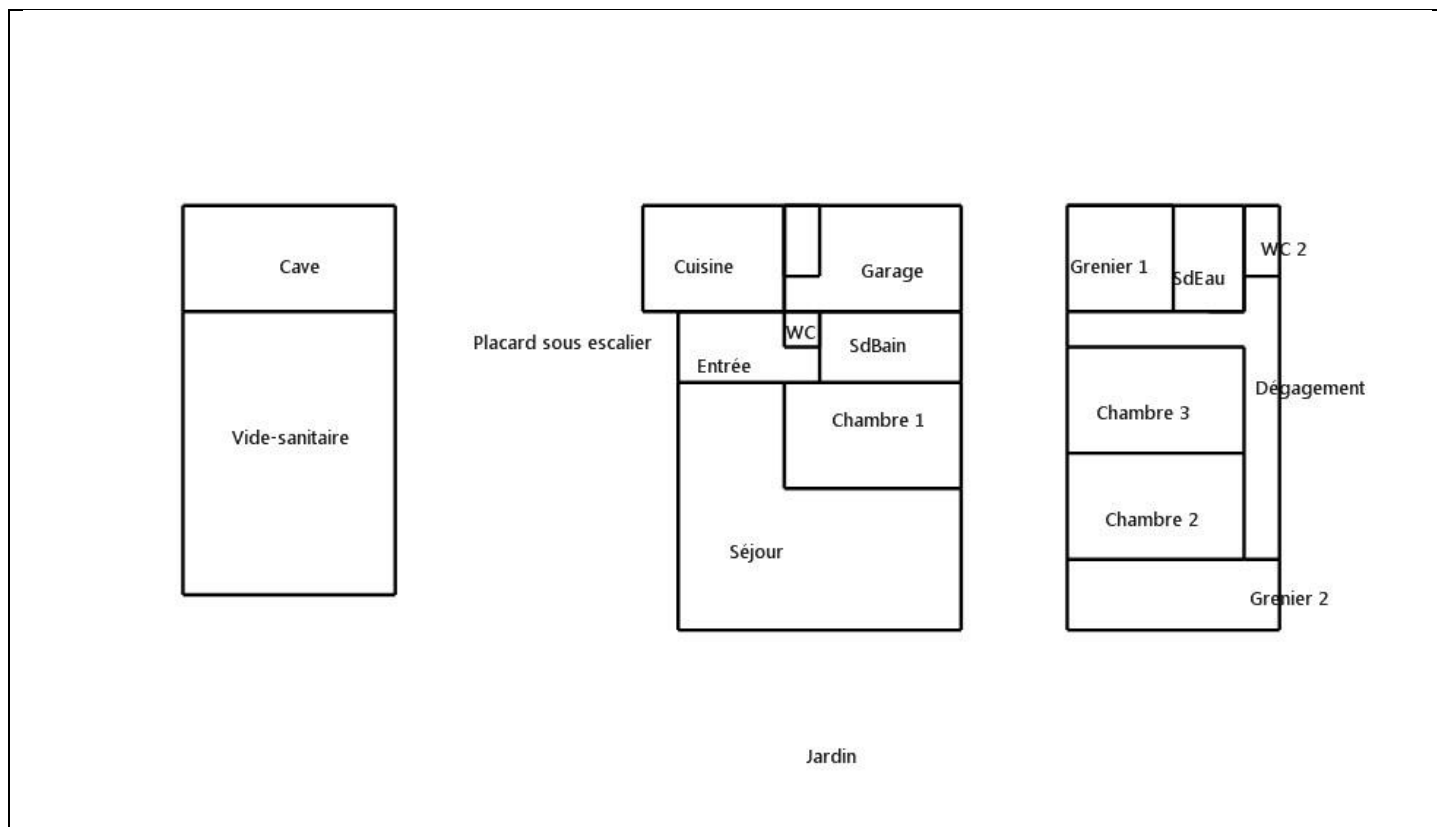 Cave
Vide-sanitaire
Placard sous escalier
Cuisine
Garage
WC
SdBain
Entrée
Chambre 1
Séjour
Grenier 1
SdEau
WC 2
Dégagement
Chambre 3
Chambre 2
Grenier 2
Jardin